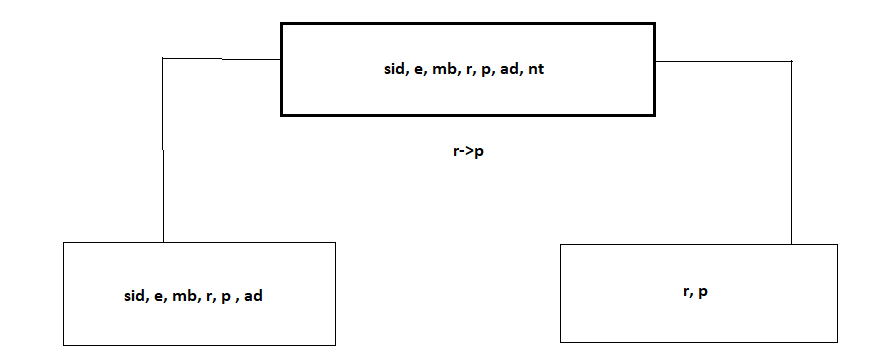 sid, e, mb, r, p, ad, nt
r->p
sid, e, mb, r, p , ad
r, p